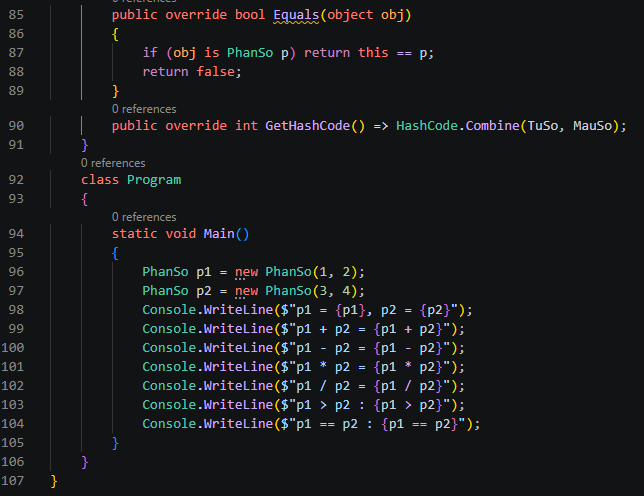 0 references
85 public override bool Equals(object obj)
86 {
87 if (obj is PhanSo p) return this == p;
88 return false;
89 }
0 references
90 public override int GetHashCode() => HashCode.Combine(TuSo, MauSo);
91 }
0 references
92 class Program
93 {
0 references
94 static void Main()
95 {
96 PhanSo p1 = new PhanSo(1, 2);
97 PhanSo p2 = new PhanSo(3, 4);
98 Console.WriteLine($"p1 = {p1}, p2 = {p2}");
99 Console.WriteLine($"p1 + p2 = {p1 + p2}");
100 Console.WriteLine($"p1 - p2 = {p1 - p2}");
101 Console.WriteLine($"p1 * p2 = {p1 * p2}");
102 Console.WriteLine($"p1 / p2 = {p1 / p2}");
103 Console.WriteLine($"p1 > p2 : {p1 > p2}");
104 Console.WriteLine($"p1 == p2 : {p1 == p2}");
105 }
106 }
107 }